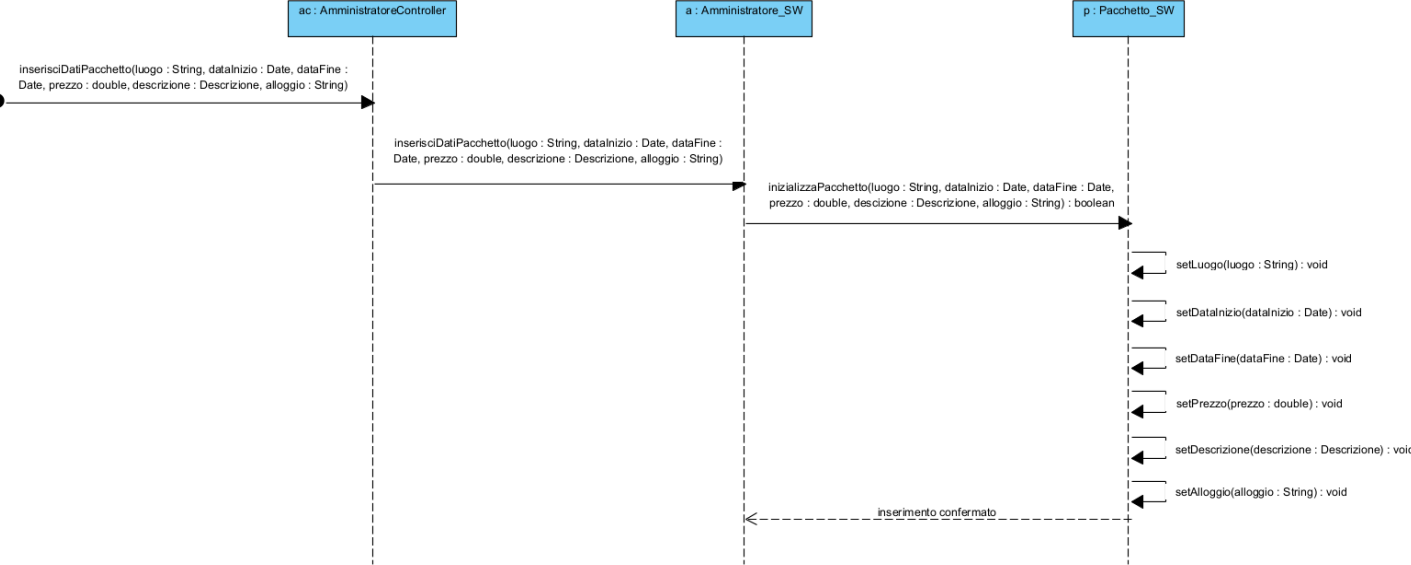 ac : AmministratoreController
a : Amministratore_SW
p : Pacchetto_SW
inserisciDatiPacchetto(luogo : String, dataInizio : Date, dataFine :
Date, prezzo : double, descrizione : Descrizione, alloggio : String)
inserisciDatiPacchetto(luogo : String, dataInizio : Date, dataFine :
Date, prezzo : double, descrizione : Descrizione, alloggio : String)
inizializzaPacchetto(luogo : String, dataInizio : Date, dataFine : Date,
prezzo : double, descizione : Descrizione, alloggio : String) : boolean
setLuogo(luogo : String) : void
setDataInizio(dataInizio : Date) : void
setDataFine(dataFine : Date) : void
setPrezzo(prezzo : double) : void
setDescrizione(descrizione : Descrizione) : void
setAlloggio(alloggio : String) : void
inserimento confermato